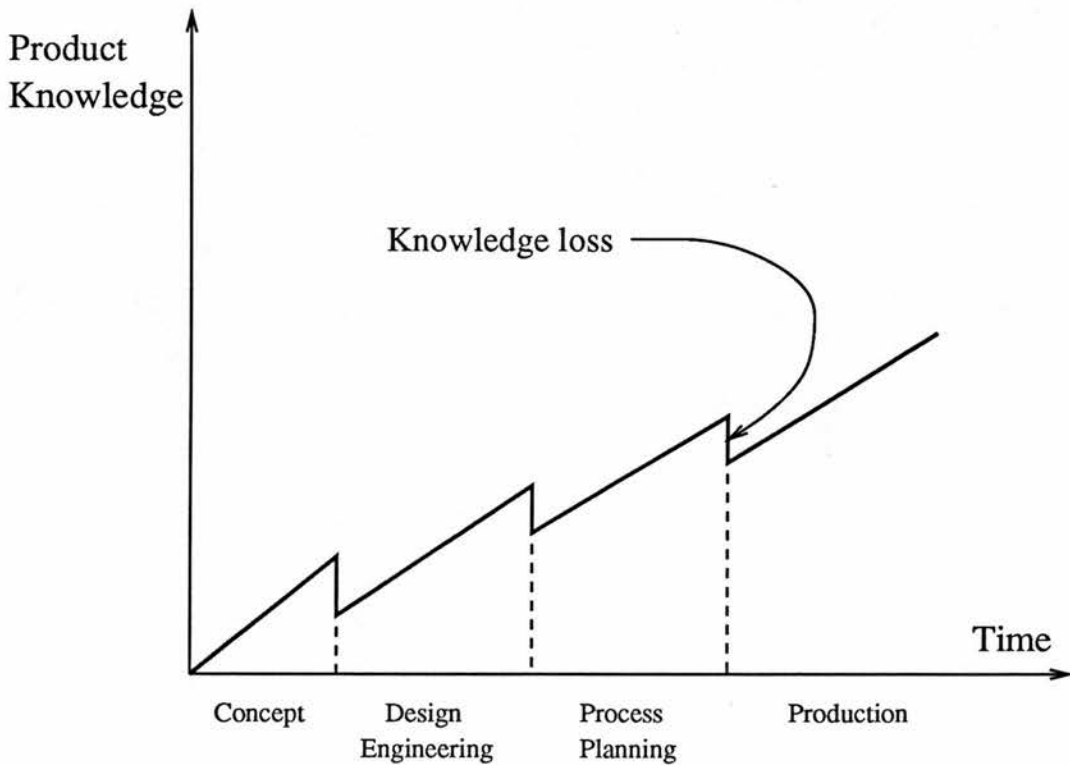 Product
Knowledge
Knowledge loss
Time
Concept
Design
Engineering
Process
Planning
Production